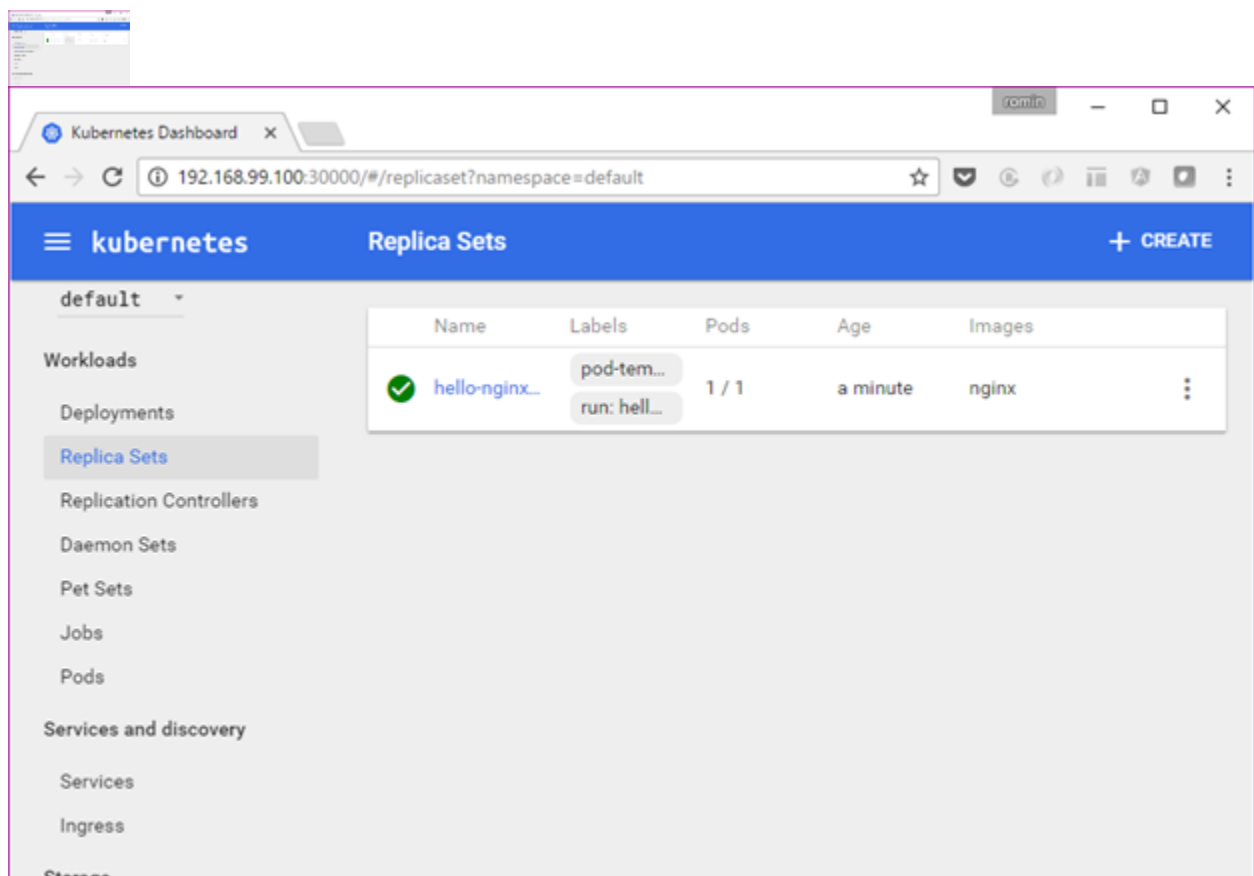 romin
Kubernetes Dashboard
192.168.99.100:30000/#/replicaset?namespace=default
kubernetes Replica Sets + CREATE
default
Name Labels Pods Age Images
hello-nginx... pod-tem... run: hell... 1 / 1 a minute nginx
Workloads
Deployments
Replica Sets
Replication Controllers
Daemon Sets
Pet Sets
Jobs
Pods
Services and discovery
Services
Ingress
Storage